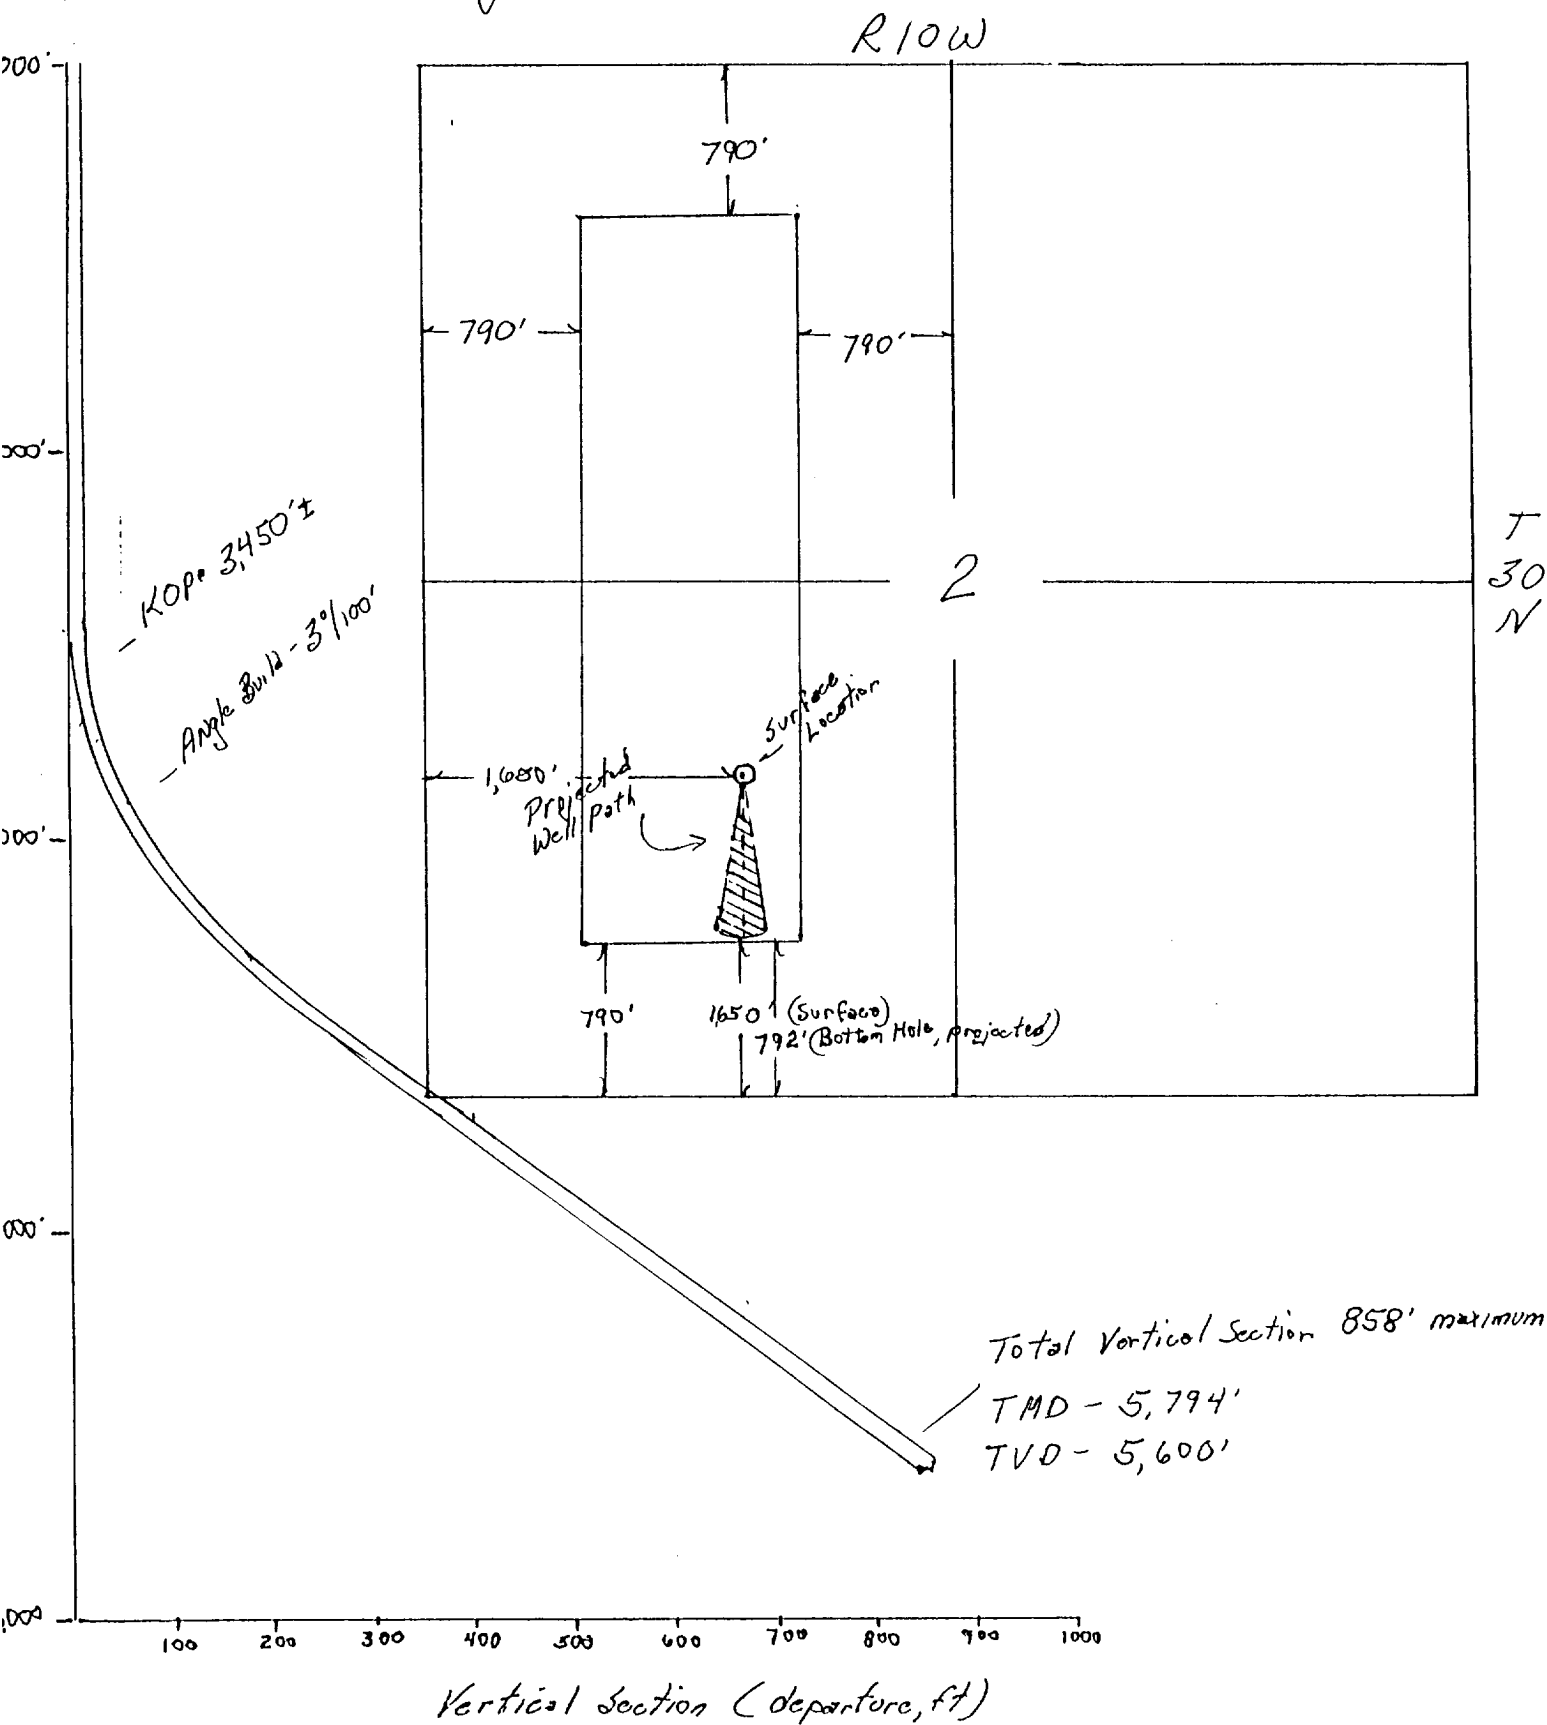 R10W
790'
790'
790'
KOP. 3,450'±
T
30
N
2
Angle Build - 3°/100'
Surface
Location
Projected
Well path
790'
1,650' (Surface)
792' (Bottom Hole, projected)
Total Vertical Section 858' maximum
TMD - 5,794'
TVD - 5,600'
100 200 300 400 500 600 700 800 900 1000
Vertical Section (departure, ft)